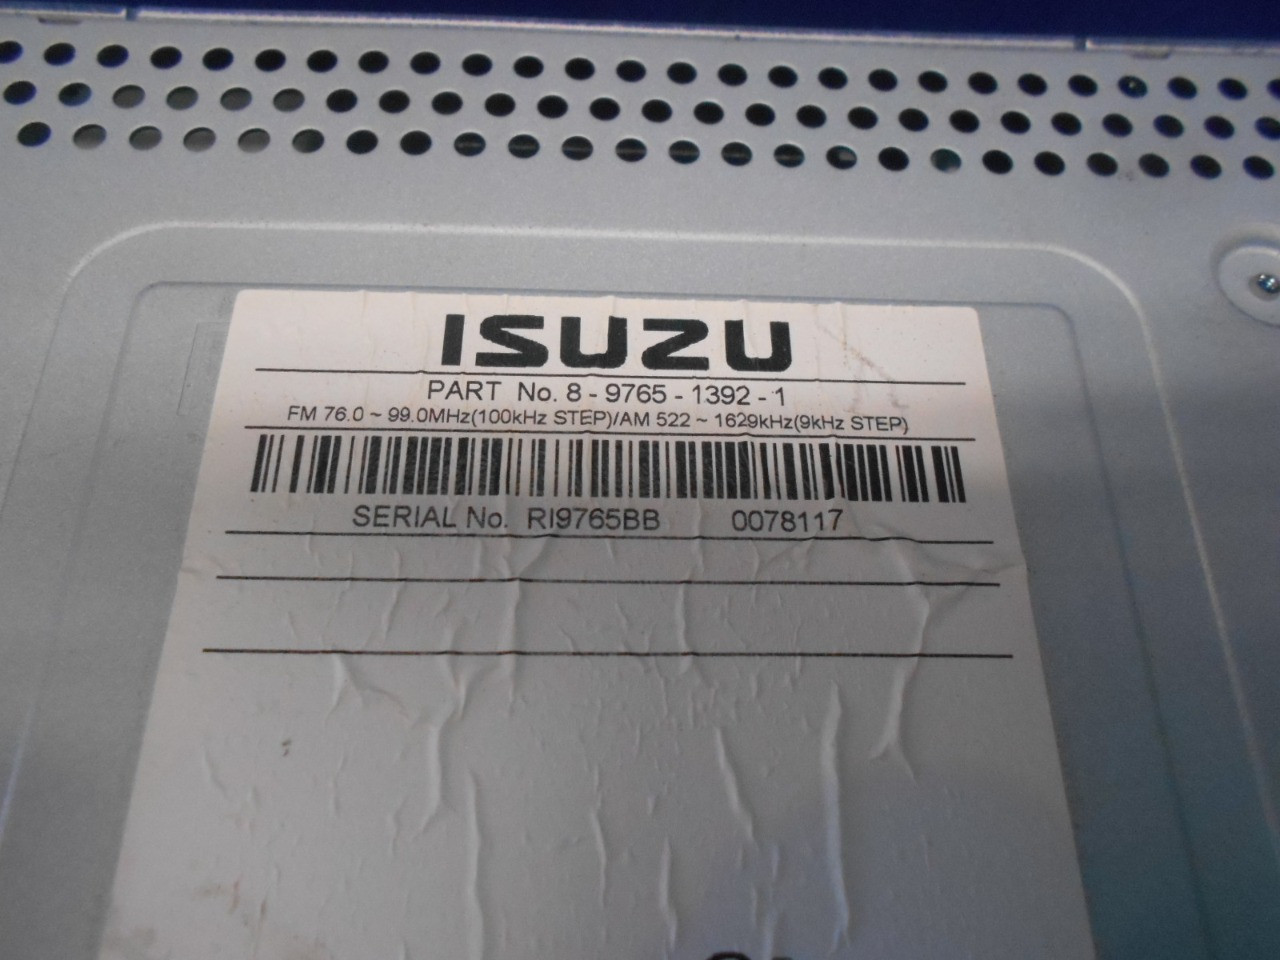 ISUZU
PART No. 8 - 9765 - 1392 - 1
FM 76.0 ~ 99.0MHz(100kHz STEP)/AM 522 ~ 1629kHz(9kHz STEP)
SERIAL No. RI9765BB 0078117